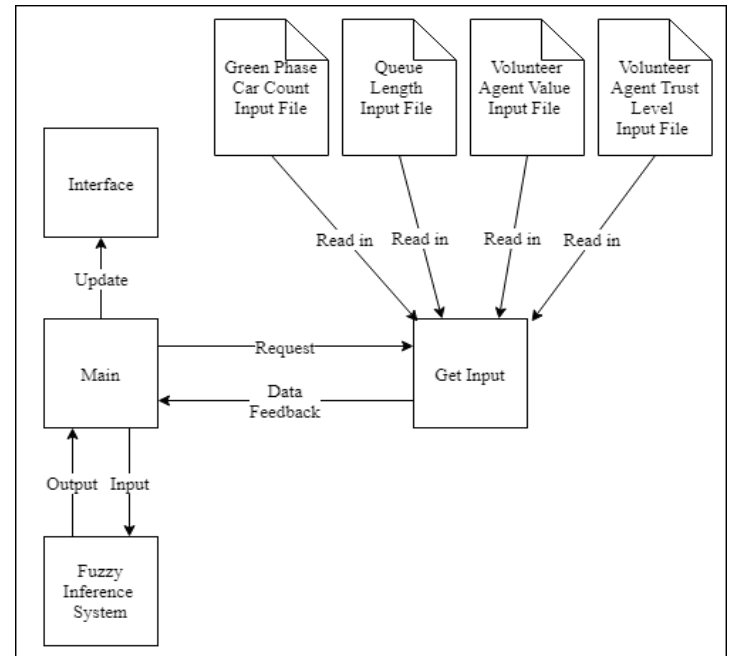 Green Phase
Car Count
Input File
Queue
Length
Input File
Volunteer
Agent Value
Input File
Volunteer
Agent Trust
Level
Input File
Interface
Read in
Read in
Read in
Read in
Update
Main
Request
Get Input
Data
Feedback
Output
Input
Fuzzy
Inference
System